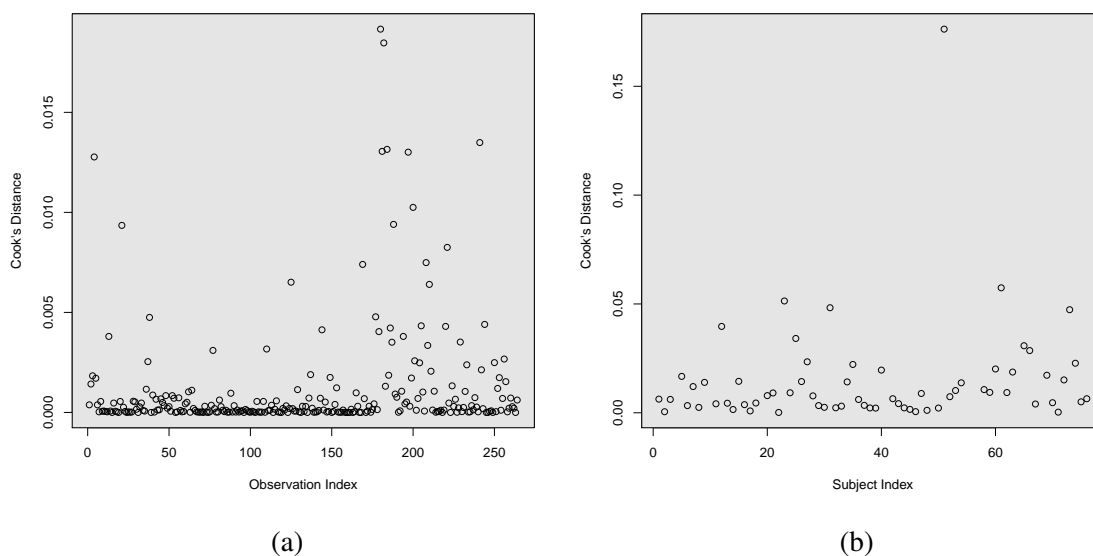 0.000
0.005
0.010
0.015
Cook's Distance
0 50 100 150 200 250
Observation Index
(a)
0.00
0.05
0.10
0.15
Cook's Distance
0 20 40 60
Subject Index
(b)